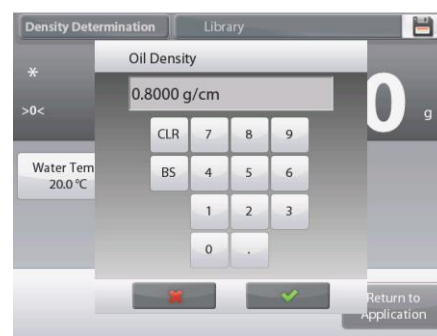 Density Determination Library
Oil Density
0.8000 g/cm
*
>0<
0 g
CLR 7 8 9
Water Tem
20.0 °C
BS 4 5 6
1 2 3
0 .
Return to
Application